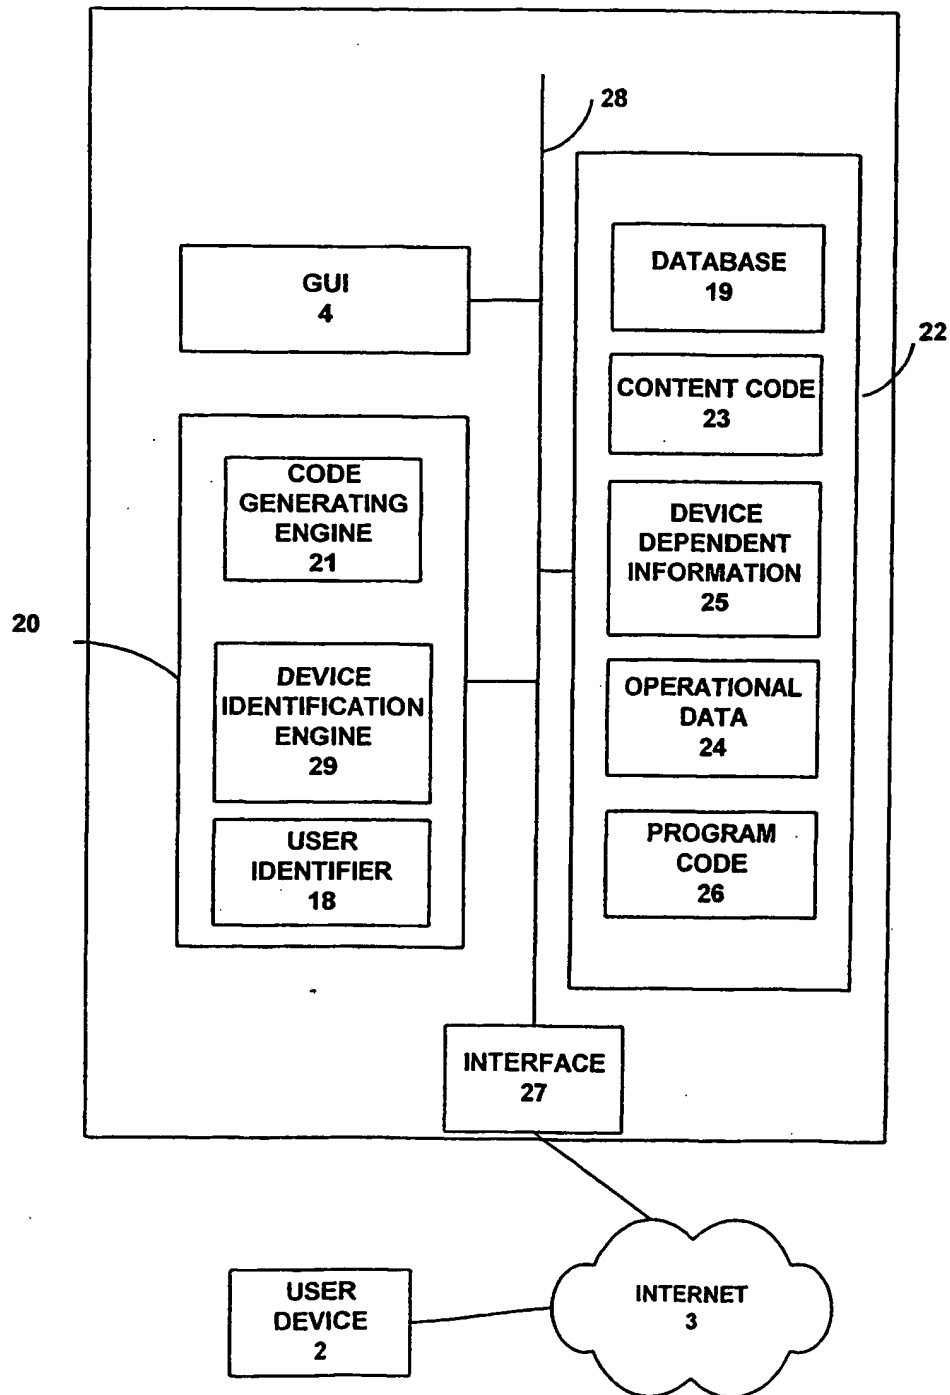 28
GUI
4
DATABASE
19
22
CONTENT CODE
23
CODE
GENERATING
ENGINE
21
DEVICE
DEPENDENT
INFORMATION
25
20
DEVICE
IDENTIFICATION
ENGINE
29
OPERATIONAL
DATA
24
USER
IDENTIFIER
18
PROGRAM
CODE
26
INTERFACE
27
USER
DEVICE
2
INTERNET
3